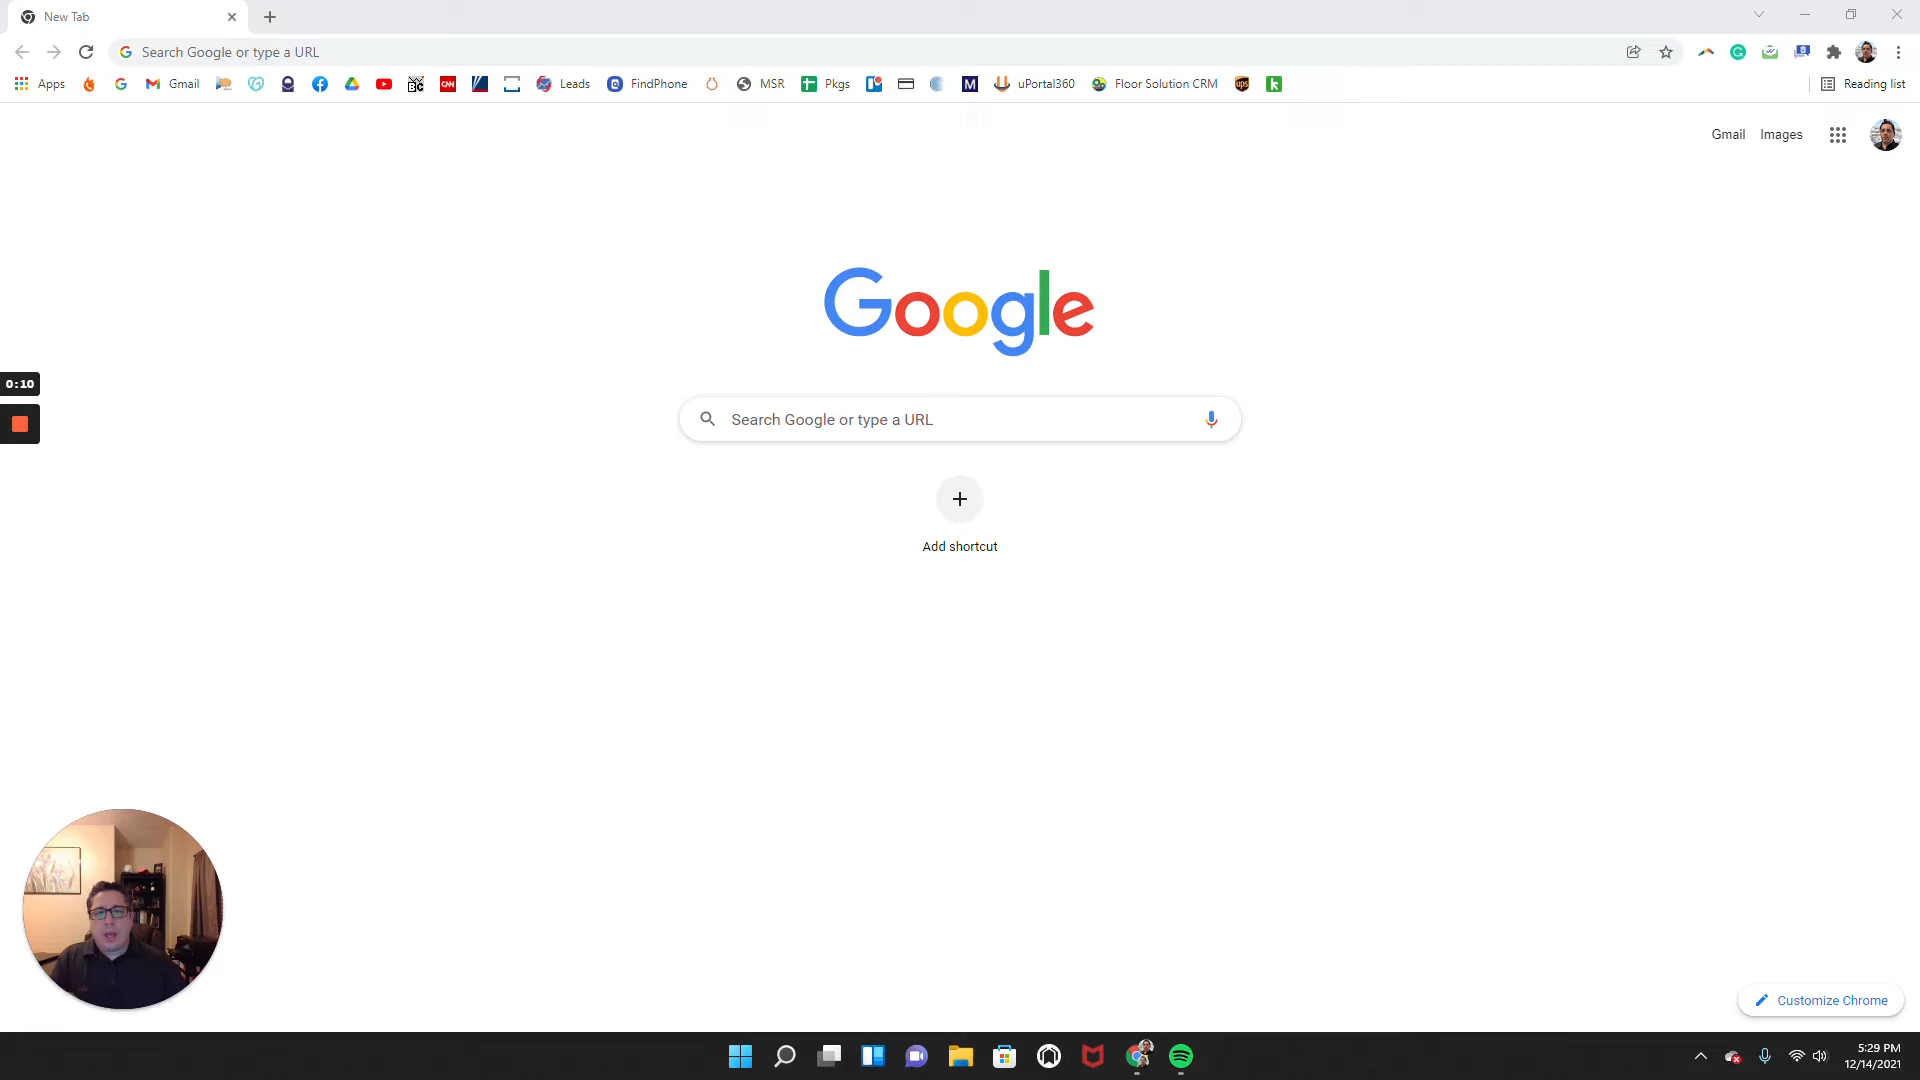 New Tab
Search Google or type a URL
Apps
Gmail
CNN
Leads
FindPhone
MSR
Pkgs
M
uPortal360
Floor Solution CRM
ups
k
Reading list
Gmail
Images
Google
0:10
Search Google or type a URL
Add shortcut
Customize Chrome
5:29 PM
12/14/2021